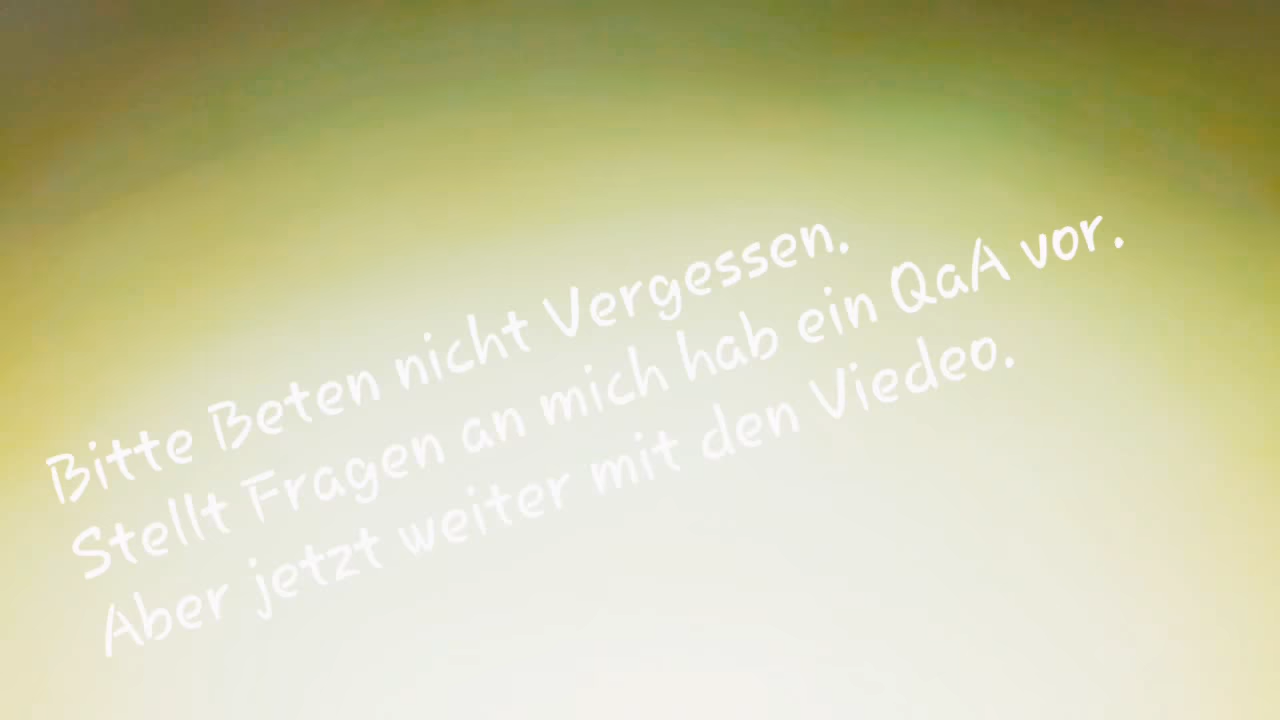 Bitte Beten nicht Vergessen.
Stellt Fragen an mich hab ein QaA vor.
Aber jetzt weiter mit den Viedeo.